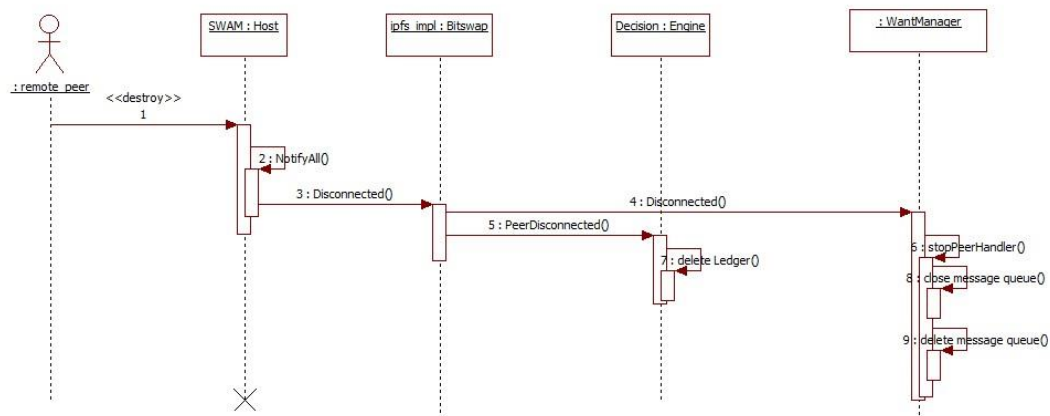 SWAM : Host
ipfs_impl : Bitswap
Decision : Engine
: WantManager
: remote_peer
<<destroy>>
1
2 : NotifyAll()
3 : Disconnected()
4 : Disconnected()
5 : PeerDisconnected()
6 : stopPeerHandler()
7 : delete Ledger()
8 : close message queue()
9 : delete message queue()